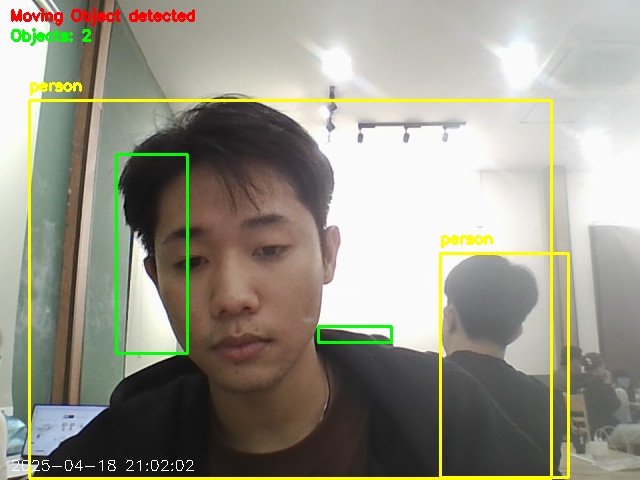 Moving Object detected
Objects: 2
person
person
2025-04-18 21:02:02